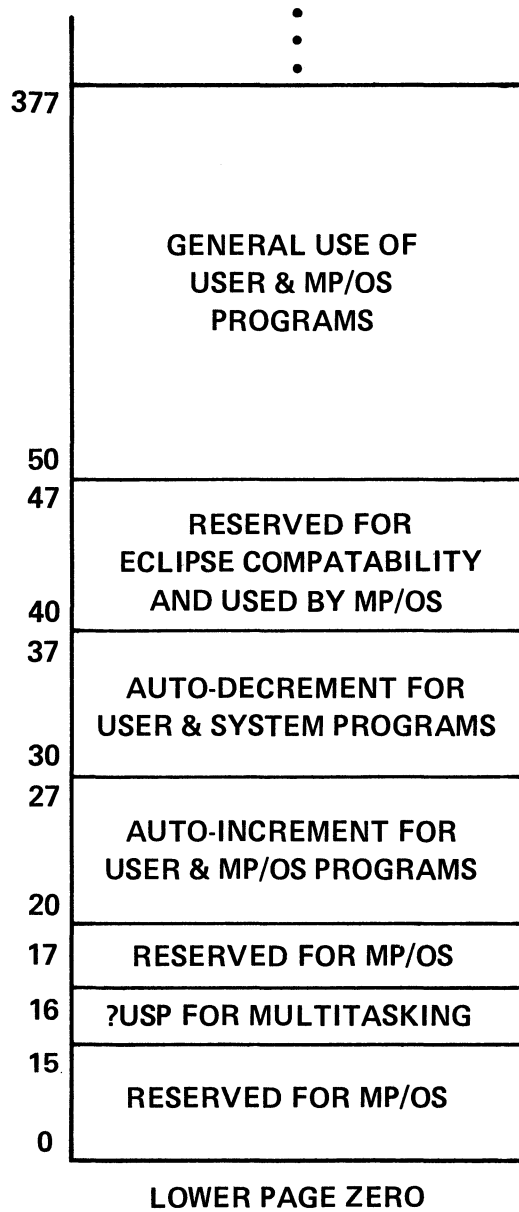 377
GENERAL USE OF
USER & MP/OS
PROGRAMS
50
47
RESERVED FOR
ECLIPSE COMPATABILITY
AND USED BY MP/OS
40
37
AUTO-DECREMENT FOR
USER & SYSTEM PROGRAMS
30
27
AUTO-INCREMENT FOR
USER & MP/OS PROGRAMS
20
17 RESERVED FOR MP/OS
16 ?USP FOR MULTITASKING
15
RESERVED FOR MP/OS
0
LOWER PAGE ZERO